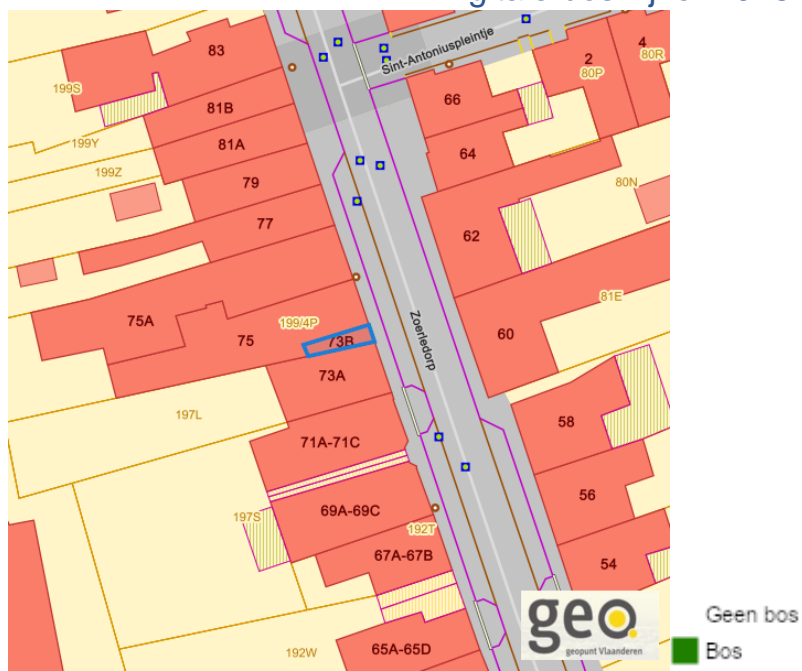 83
Sint-Antoniuspleintje
2
4
80P
80R
199S
81B
66
199Y
81A
64
199Z
79
80N
77
62
81E
75A
199/4P
Zoerledorp
75
73B
60
73A
197L
58
71A-71C
56
69A-69C
197S
192T
54
67A-67B
geo.
geopunt Vlaanderen
Geen bos
Bos
65A-65D
192W